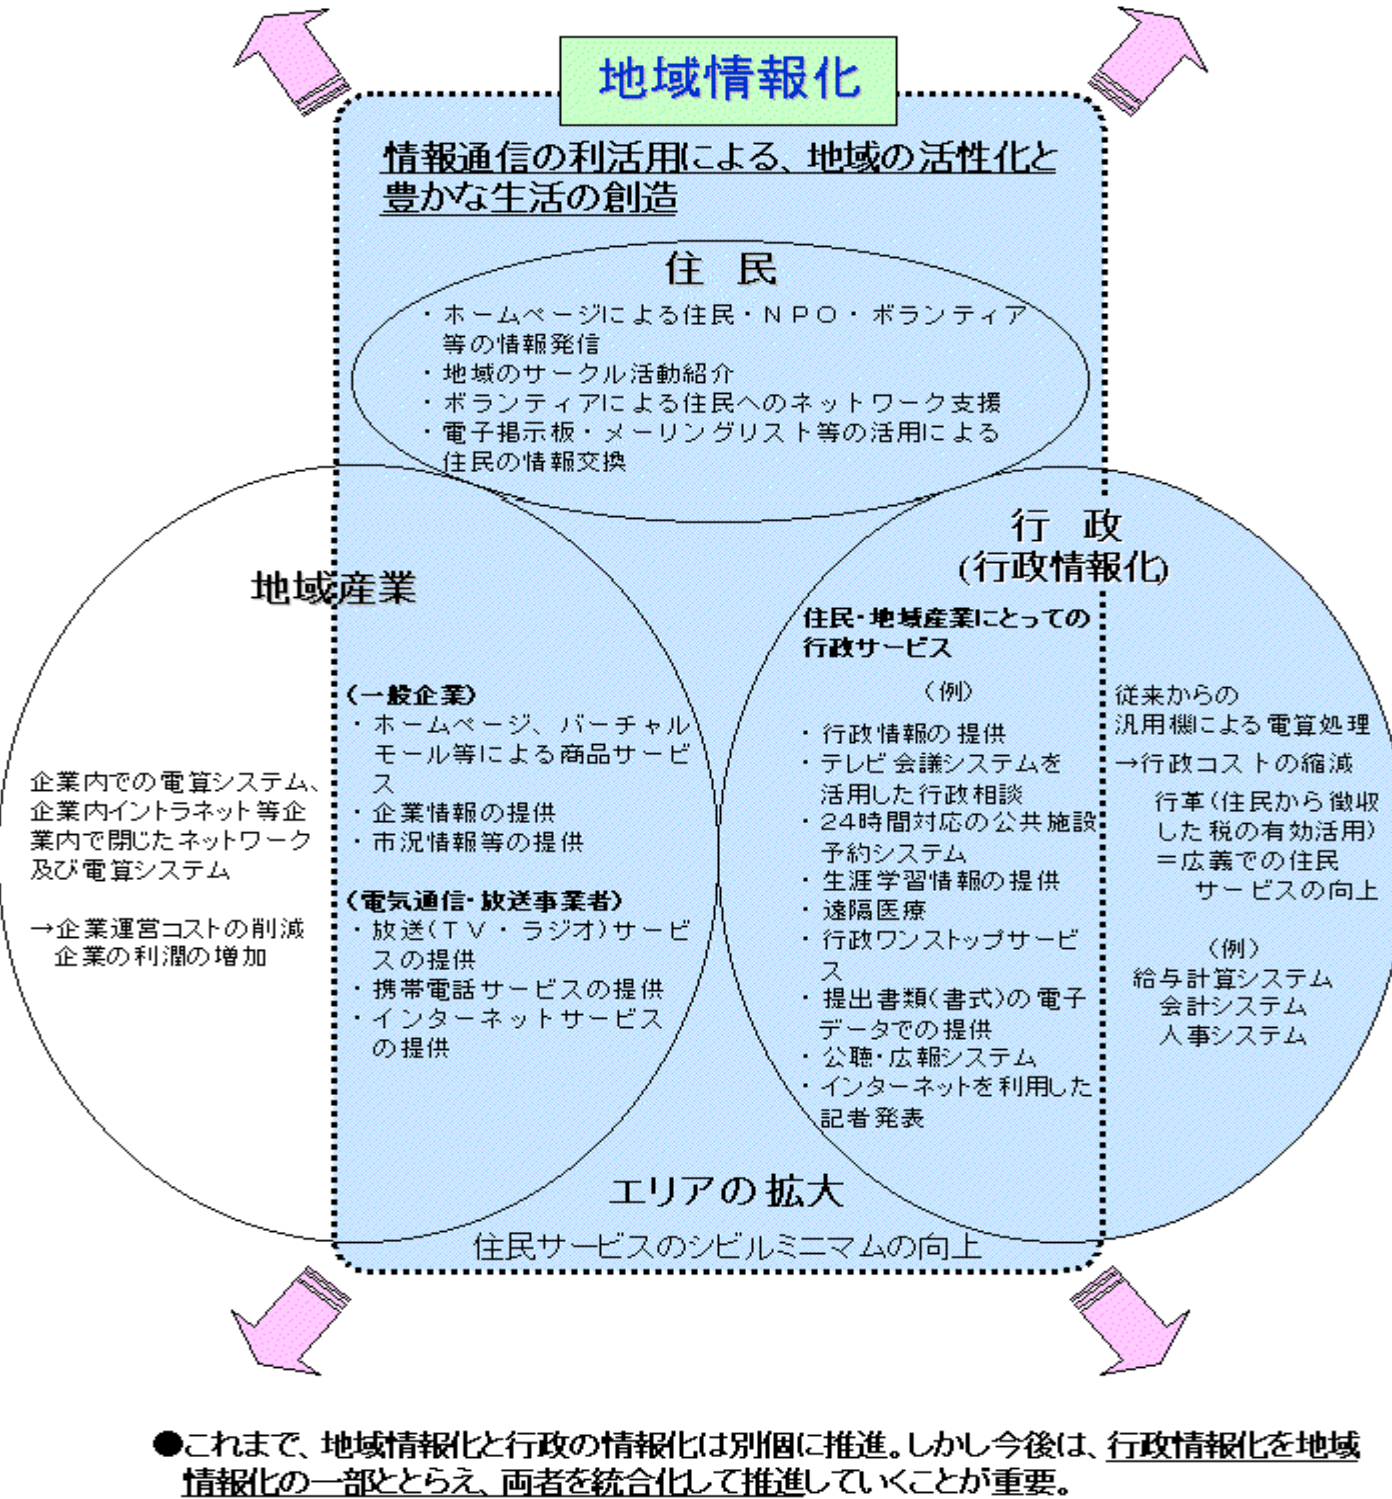 地域情報化
情報通信の利活用による、地域の活性化と
豊かな生活の創造
住　民
・ホームページによる住民・ＮＰＯ・ボランティア
等の情報発信
・地域のサークル活動紹介
・ボランティアによる住民へのネットワーク支援
・電子掲示板・メーリングリスト等の活用による
住民の情報交換
地域産業
企業内での電算システム、
企業内イントラネット等企
業内で閉じたネットワーク
及び電算システム
→企業運営コストの削減
企業の利潤の増加
（一般企業）
・ホームページ、バーチャル
モール等による商品サービ
ス
・企業情報の提供
・市況情報等の提供
（電気通信・放送事業者）
・放送（ＴＶ・ラジオ）サービ
スの提供
・携帯電話サービスの提供
・インターネットサービス
の提供
行　政
（行政情報化）
住民・地域産業にとっての
行政サービス
（例）
・行政情報の提供
・テレビ会議システムを
活用した行政相談
・24時間対応の公共施設
予約システム
・生涯学習情報の提供
・遠隔医療
・行政ワンストップサービ
ス
・提出書類（書式）の電子
データでの提供
・公聴・広報システム
・インターネットを利用した
記者発表
従来からの
汎用機による電算処理
→行政コストの縮減
行革（住民から徴収
した税の有効活用）
＝広義での住民
サービスの向上
（例）
給与計算システム
会計システム
人事システム
エリアの拡大
住民サービスのシビルミニマムの向上
●これまで、地域情報化と行政の情報化は別個に推進。しかし今後は、行政情報化を地域
情報化の一部ととらえ、両者を統合化して推進していくことが重要。